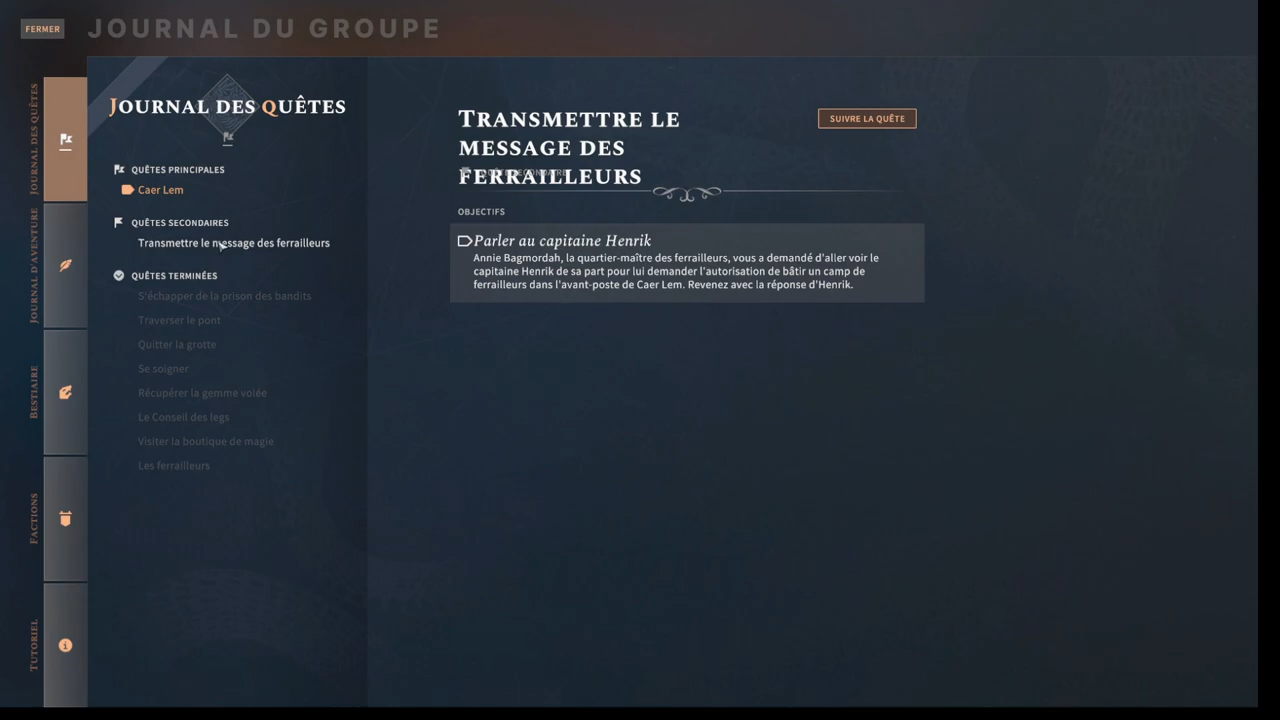 FERMER
JOURNAL DU GROUPE
JOURNAL DES QUÊTES
JOURNAL D'AVENTURE
BESTIAIRE
FACTIONS
TUTORIEL
JOURNAL DES QUÊTES
QUÊTES PRINCIPALES
Caer Lem
QUÊTES SECONDAIRES
Transmettre le message des ferrailleurs
QUÊTES TERMINÉES
S'échapper de la prison des bandits
Traverser le pont
Quitter la grotte
Se soigner
Récupérer la gemme volée
Le Conseil des legs
Visiter la boutique de magie
Les ferrailleurs
TRANSMETTRE LE
MESSAGE DES
FERRAILLEURS
SUIVRE LA QUÊTE
OBJECTIFS
Parler au capitaine Henrik
Annie Bagmordah, la quartier-maître des ferrailleurs, vous a demandé d'aller voir le
capitaine Henrik de sa part pour lui demander l'autorisation de bâtir un camp de
ferrailleurs dans l'avant-poste de Caer Lem. Revenez avec la réponse d'Henrik.